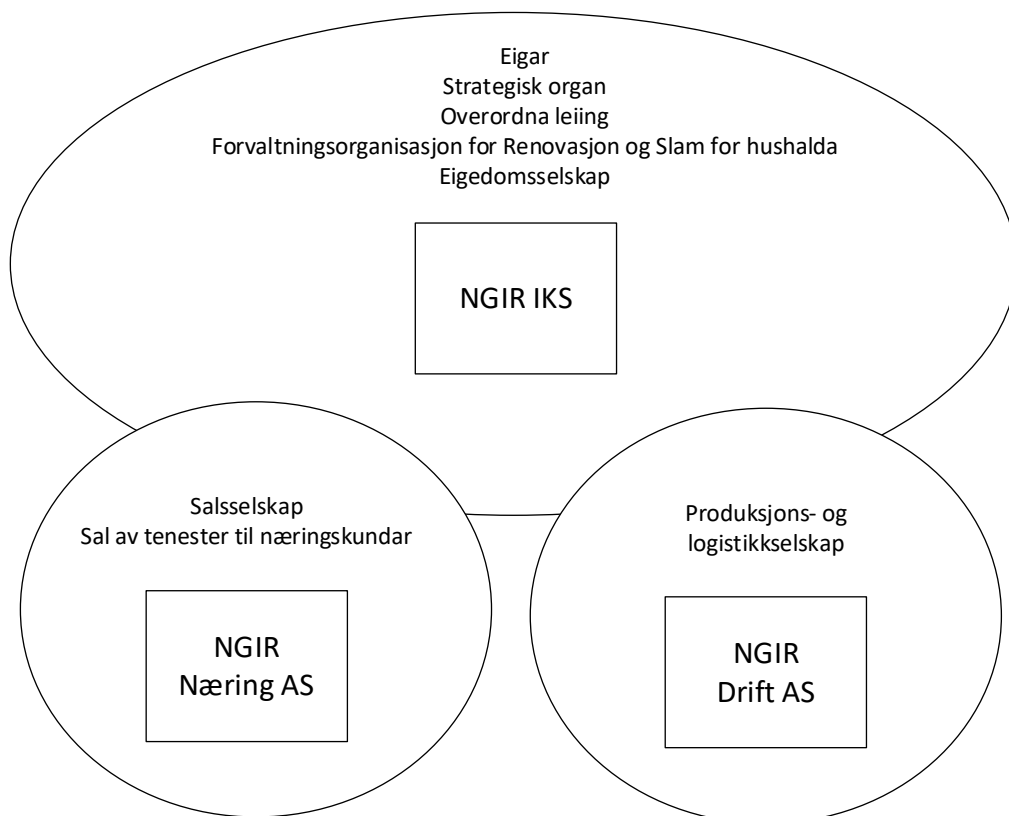 Eigar
Strategisk organ
Overordna leiing
Forvaltningsorganisasjon for Renovasjon og Slam for hushalda
Eigedomsselskap
NGIR IKS
Salsselskap
Sal av tenester til næringskundar
NGIR
Næring AS
Produksjons- og
logistikkselskap
NGIR
Drift AS